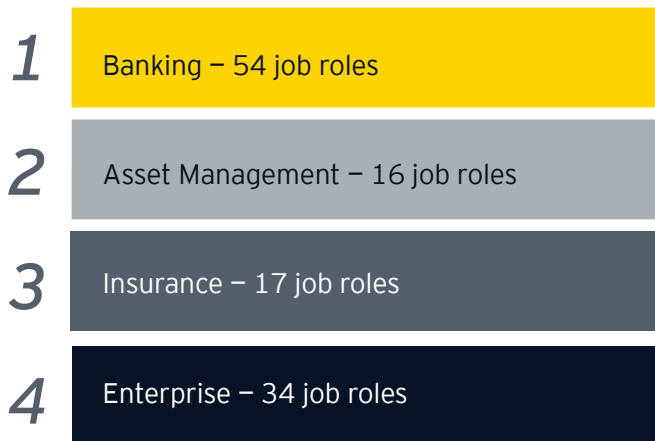 1
Banking – 54 job roles
2
Asset Management – 16 job roles
3
Insurance – 17 job roles
4
Enterprise – 34 job roles